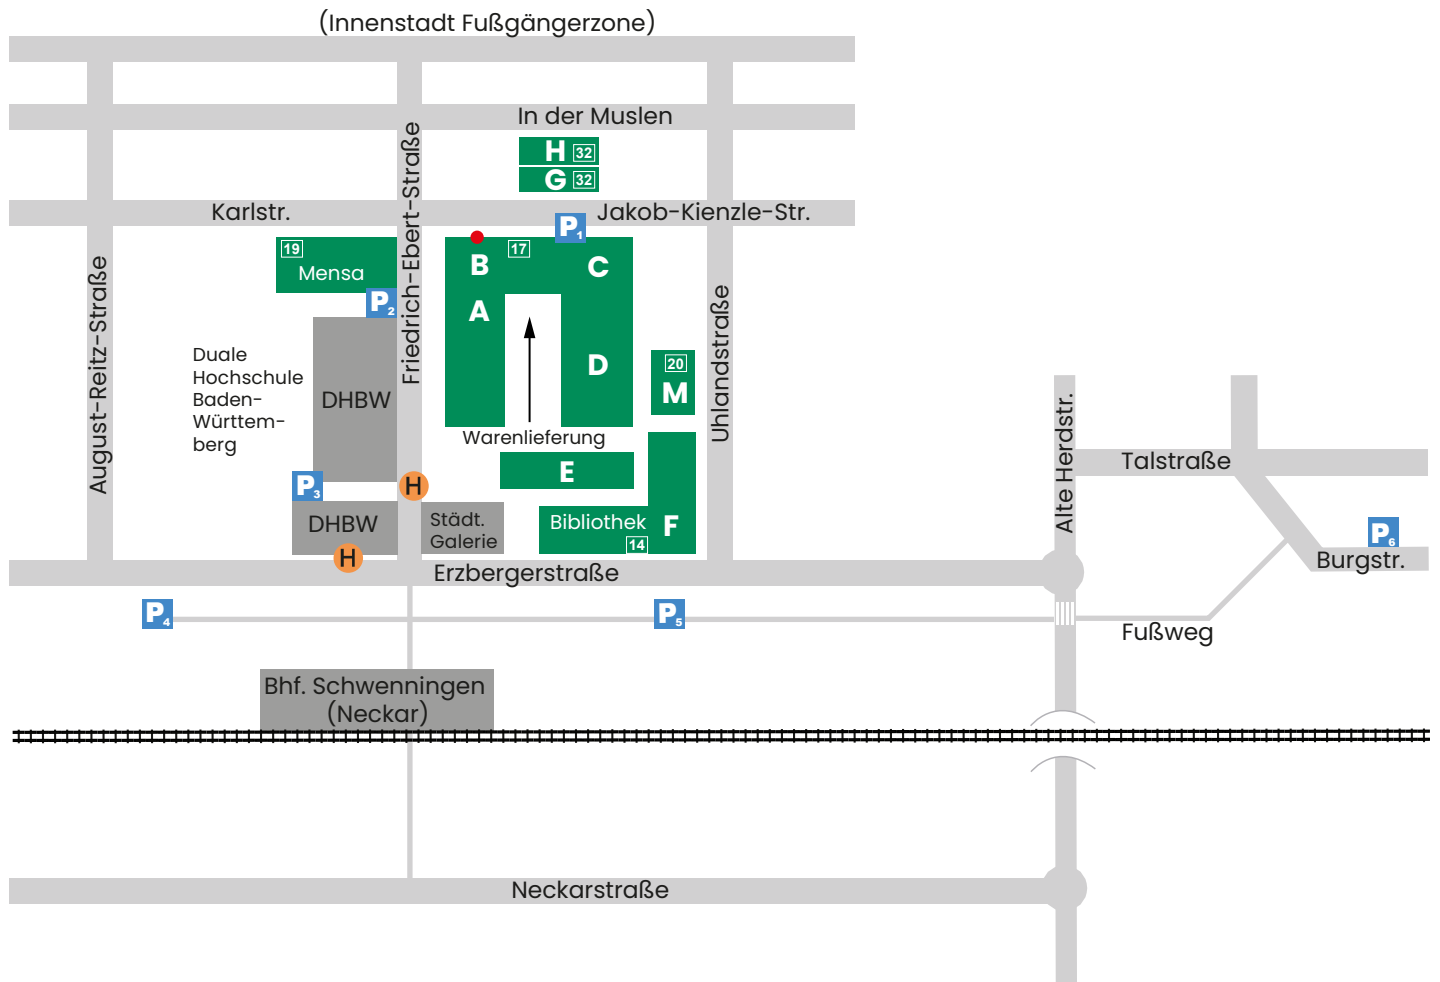 (Innenstadt Fußgängerzone)
In der Muslen
H 32
G 32
Karlstr.
Jakob-Kienzle-Str.
P1
19
Mensa
P2
B
17
C
A
D
20
M
Warenlieferung
E
Bibliothek
F
14
August-Reitz-Straße
Friedrich-Ebert-Straße
Uhlandstraße
Duale
Hochschule
Baden-
Württem-
berg
DHBW
P3
H
DHBW
H
Städt.
Galerie
Erzbergerstraße
P4
P5
Alte Herdstr.
Talstraße
P6
Burgstr.
Fußweg
Bhf. Schwenningen
(Neckar)
Neckarstraße